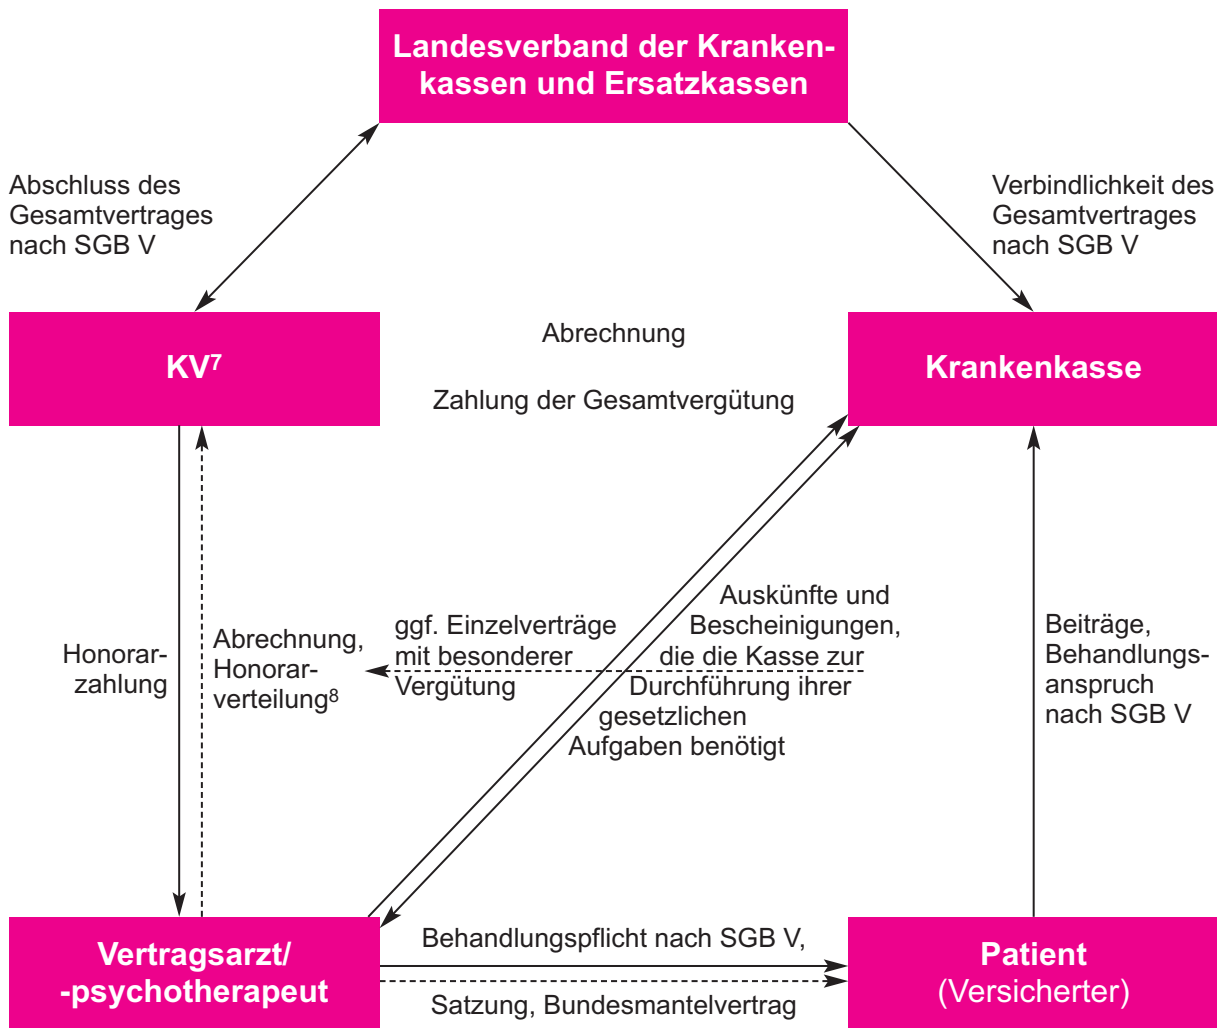 Landesverband der Kranken-
kassen und Ersatzkassen
Abschluss des
Gesamtvertrages
nach SGB V
Verbindlichkeit des
Gesamtvertrages
nach SGB V
KV⁷
Abrechnung
Zahlung der Gesamtvergütung
Krankenkasse
Honorar-
zahlung
Abrechnung,
Honorar-
verteilung⁸
ggf. Einzelverträge
mit besonderer
Vergütung
Auskünfte und
Bescheinigungen,
die die Kasse zur
Durchführung ihrer
gesetzlichen
Aufgaben benötigt
Beiträge,
Behandlungs-
anspruch
nach SGB V
Vertragsarzt/
-psychotherapeut
Behandlungspflicht nach SGB V,
Satzung, Bundesmantelvertrag
Patient
(Versicherter)